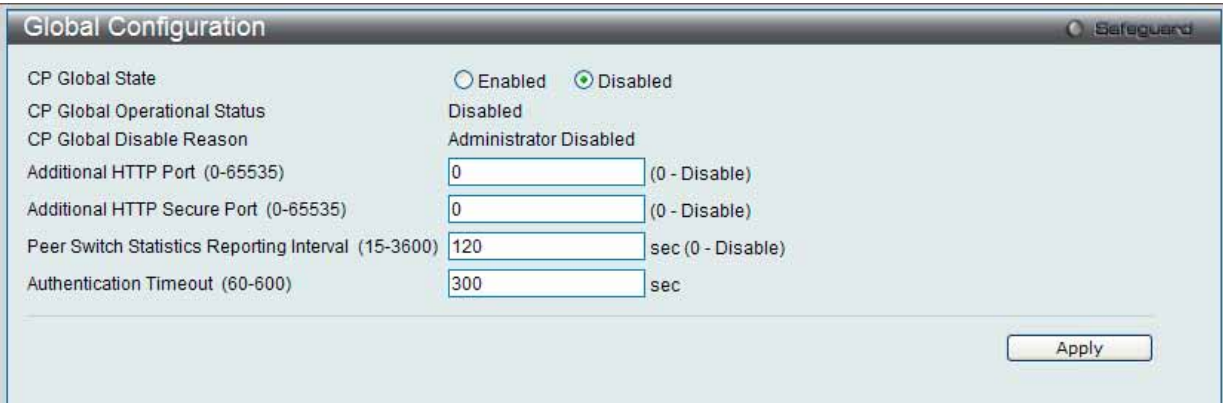 Global Configuration Safeguard
CP Global State Enabled Disabled
CP Global Operational Status Disabled
CP Global Disable Reason Administrator Disabled
Additional HTTP Port (0-65535) 0 (0 - Disable)
Additional HTTP Secure Port (0-65535) 0 (0 - Disable)
Peer Switch Statistics Reporting Interval (15-3600) 120 sec (0 - Disable)
Authentication Timeout (60-600) 300 sec
Apply